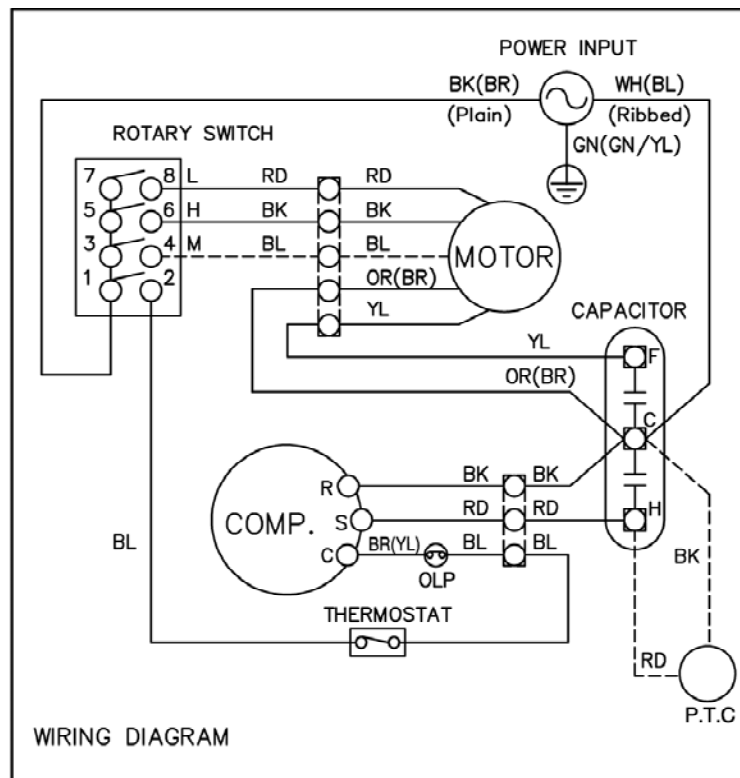 POWER INPUT
BK(BR) WH(BL)
(Plain) (Ribbed)
GN(GN/YL)
ROTARY SWITCH
7 8 L RD RD
5 6 H BK BK
3 4 M BL BL
MOTOR
1 2 OR(BR)
YL
CAPACITOR
YL F
OR(BR)
C
COMP.
R BK BK
S RD RD H
C BR(YL) BL BL
OLP
BL
BK
THERMOSTAT
RD
P.T.C
WIRING DIAGRAM